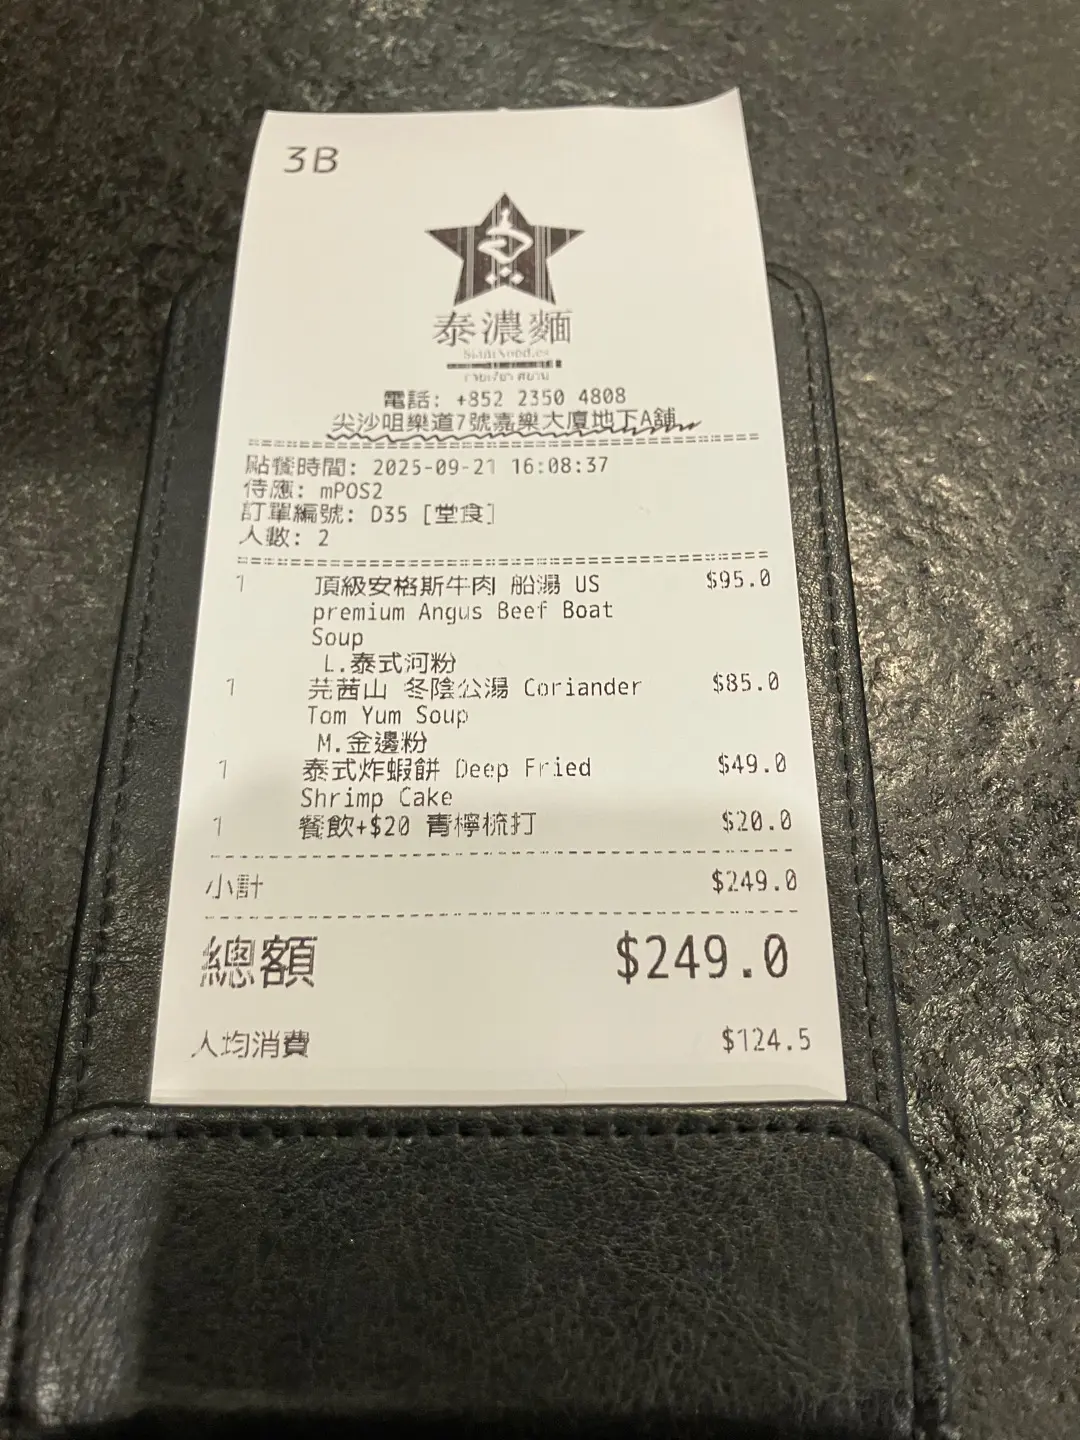 3B
泰濃麵
電話: +852 2350 4808
尖沙咀樂道7號嘉樂大廈地下A舖
點餐時間: 2025-09-21 16:08:37
侍應: mPOS2
訂單編號: D35 [堂食]
人數: 2
1 頂級安格斯牛肉 船湯 US $95.0
premium Angus Beef Boat
Soup
L.泰式河粉
1 芫茜山 冬陰公湯 Coriander $85.0
Tom Yum Soup
M.金邊粉
1 泰式炸蝦餅 Deep Fried $49.0
Shrimp Cake
1 餐飲+$20 青檸梳打 $20.0
小計 $249.0
總額 $249.0
人均消費 $124.5